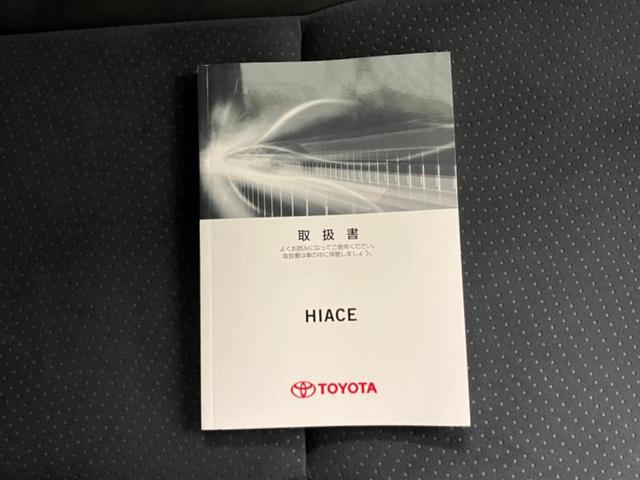 取扱書
よくお読みになってご使用ください。
取扱書は車の中に保管しましょう。
HIACE
TOYOTA